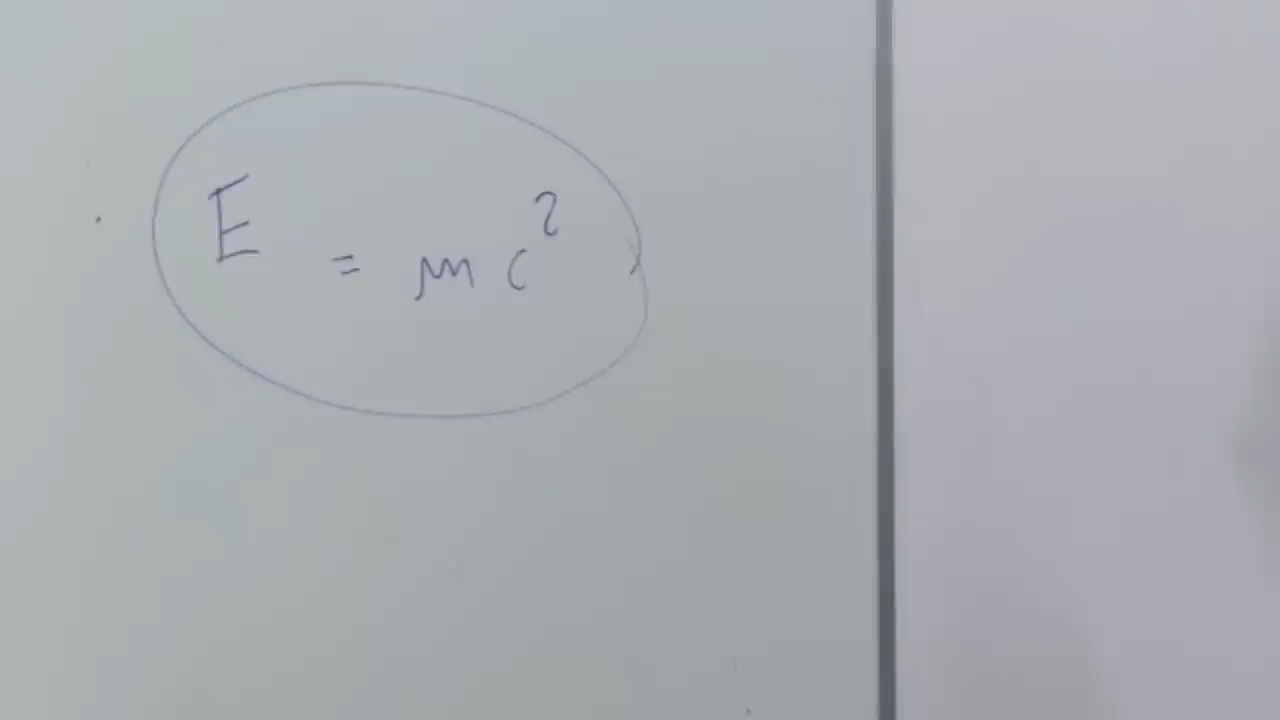 E = mc²